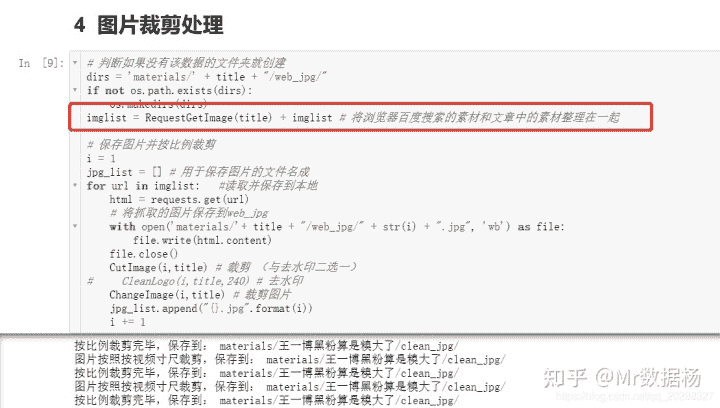 4 图片裁剪处理
In [9]:
# 判断如果没有该数据的文件夹就创建
dirs = 'materials/' + title + "/web_jpg/"
if not os.path.exists(dirs):
os.makedirs(dirs)
imglist = RequestGetImage(title) + imglist # 将浏览器百度搜索的素材和文章中的素材整理在一起
# 保存图片并按比例裁剪
i = 1
jpg_list = [] # 用于保存图片的文件名成
for url in imglist: #读取并保存到本地
html = requests.get(url)
# 将抓取的图片保存到web_jpg
with open('materials/'+ title + "/web_jpg/" + str(i) + ".jpg", 'wb') as file:
file.write(html.content)
file.close()
CutImage(i,title) # 裁剪 （与去水印二选一）
# CleanLogo(i,title,240) # 去水印
ChangeImage(i,title) # 裁剪图片
jpg_list.append("{}.jpg".format(i))
i += 1
按比例裁剪完毕，保存到： materials/王一博黑粉算是糗大了/clean_jpg/
图片按照按视频寸尺裁剪，保存到： materials/王一博黑粉算是糗大了/clean_jpg/
按比例裁剪完毕，保存到： materials/王一博黑粉算是糗大了/clean_jpg/
图片按照按视频寸尺裁剪，保存到： materials/王一博黑粉算是糗大了/clean_jpg/
按比例裁剪完毕，保存到： materials/王一博黑粉算是糗大了/clean_jpg/
知乎 @Mr数据杨